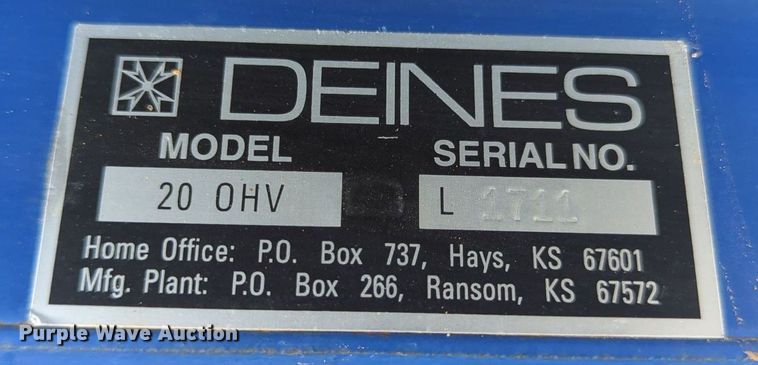 DEINES
MODEL SERIAL NO.
20 OHV L 1711
Home Office: P.O. Box 737, Hays, KS 67601
Mfg. Plant: P.O. Box 266, Ransom, KS 67572
Purple Wave Auction